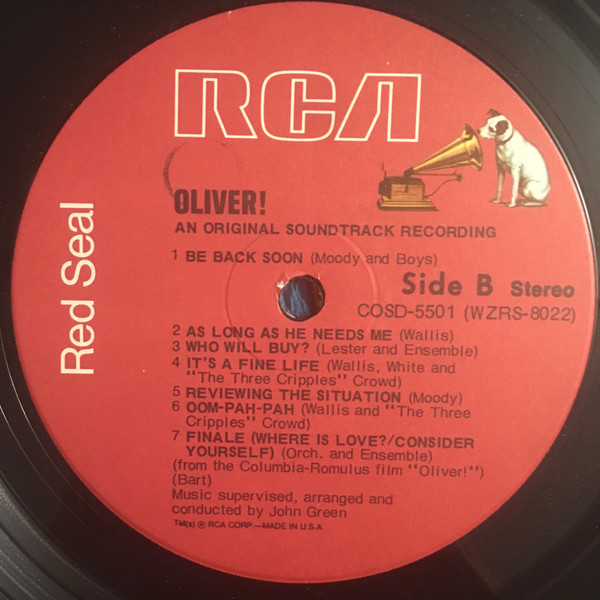 RCA
Red Seal
OLIVER!
AN ORIGINAL SOUNDTRACK RECORDING
1 BE BACK SOON (Moody and Boys)
Side B Stereo
COSD-5501 (WZRS-8022)
2 AS LONG AS HE NEEDS ME (Wallis)
3 WHO WILL BUY? (Lester and Ensemble)
4 IT'S A FINE LIFE (Wallis, White and
"The Three Cripples" Crowd)
5 REVIEWING THE SITUATION (Moody)
6 OOM-PAH-PAH (Wallis and "The Three
Cripples" Crowd)
7 FINALE (WHERE IS LOVE?/CONSIDER
YOURSELF) (Orch. and Ensemble)
(from the Columbia-Romulus film "Oliver!")
(Bart)
Music supervised, arranged and
conducted by John Green
TM(s) ® RCA CORP.—MADE IN U.S.A.